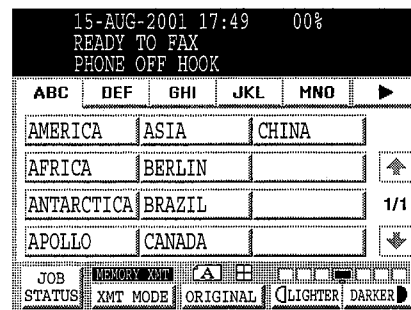 15-AUG-2001 17:49 00%
READY TO FAX
PHONE OFF HOOK
ABC DEF GHI JKL MNO
AMERICA ASIA CHINA
AFRICA BERLIN
ANTARCTICA BRAZIL 1/1
APOLLO CANADA
MEMORY XMT A
JOB STATUS XMT MODE ORIGINAL LIGHTER DARKER